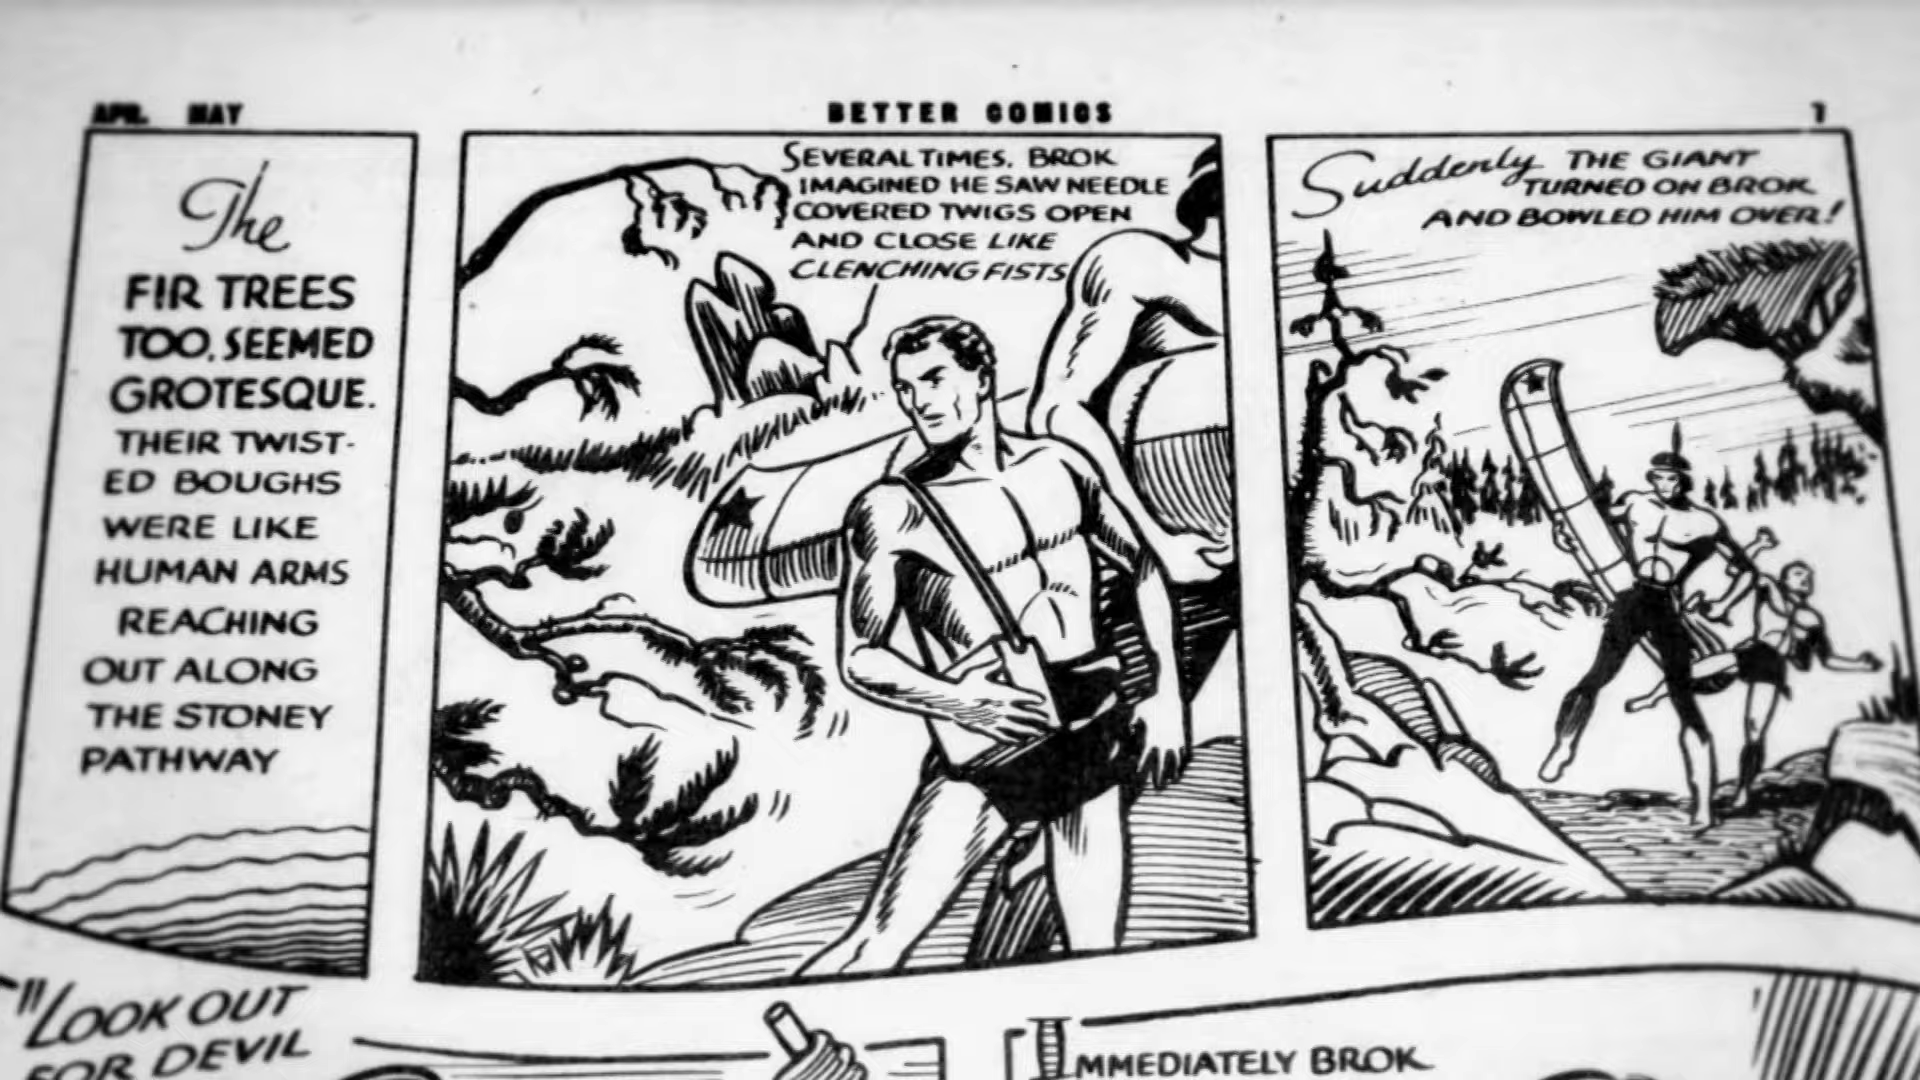 APR. MAY
BETTER COMICS
7
The
FIR TREES
TOO, SEEMED
GROTESQUE.
THEIR TWIST-
ED BOUGHS
WERE LIKE
HUMAN ARMS
REACHING
OUT ALONG
THE STONEY
PATHWAY
SEVERAL TIMES, BROK
IMAGINED HE SAW NEEDLE
COVERED TWIGS OPEN
AND CLOSE LIKE
CLENCHING FISTS
Suddenly THE GIANT
TURNED ON BROK
AND BOWLED HIM OVER!
"LOOK OUT
FOR DEVIL
IMMEDIATELY BROK